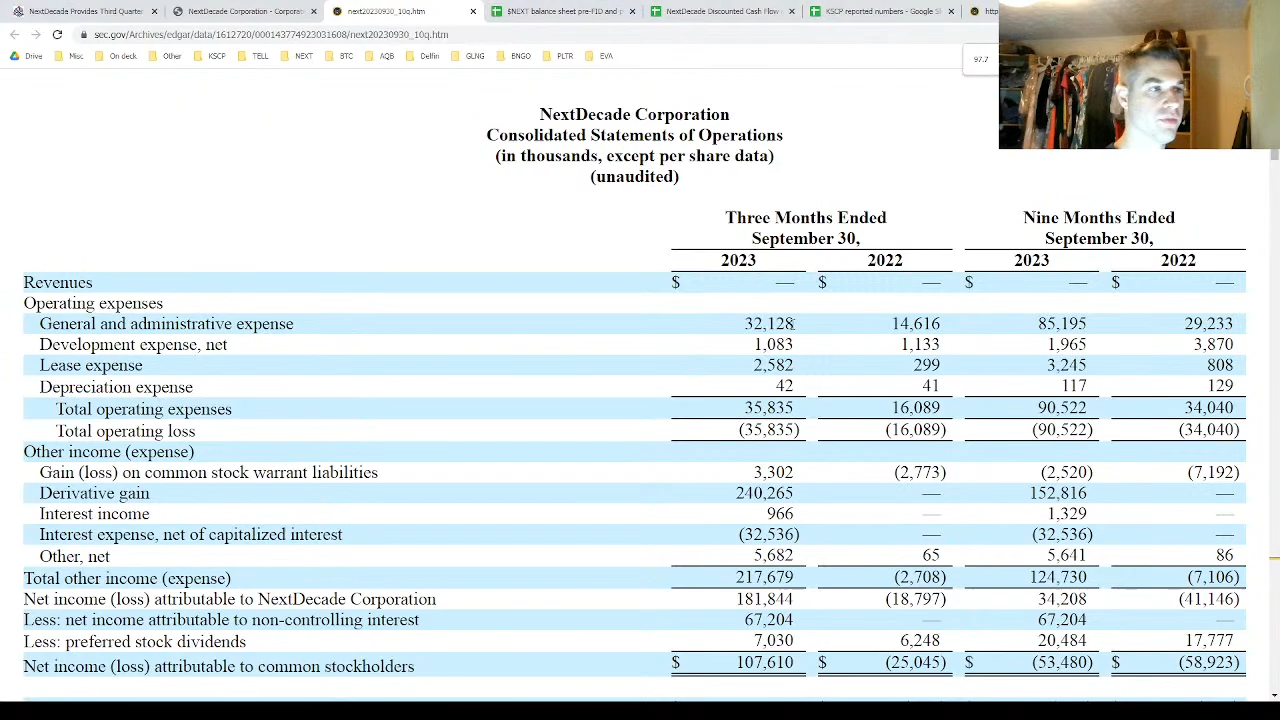 NextDecade Provides Third Quarter
NextDecade Corporation - Corporat
next20230930_10q.htm
$NEXT balance sheet pre-FID and p
NextDecade Discounted Cash Flow
KSCP reported numbers - Google Sl
http
sec.gov/Archives/edgar/data/1612720/000143774923031608/next20230930_10q.htm
Drive Misc On deck Other KSCP TELL NEXT BTC AQB Delfin GLNG BNGO PLTR EVA
97.7
NextDecade Corporation
Consolidated Statements of Operations
(in thousands, except per share data)
(unaudited)
Three Months Ended Nine Months Ended
September 30, September 30,
2023 2022 2023 2022
Revenues $ — $ — $ — $ —
Operating expenses
General and administrative expense 32,128 14,616 85,195 29,233
Development expense, net 1,083 1,133 1,965 3,870
Lease expense 2,582 299 3,245 808
Depreciation expense 42 41 117 129
Total operating expenses 35,835 16,089 90,522 34,040
Total operating loss (35,835) (16,089) (90,522) (34,040)
Other income (expense)
Gain (loss) on common stock warrant liabilities 3,302 (2,773) (2,520) (7,192)
Derivative gain 240,265 — 152,816 —
Interest income 966 — 1,329 —
Interest expense, net of capitalized interest (32,536) — (32,536) —
Other, net 5,682 65 5,641 86
Total other income (expense) 217,679 (2,708) 124,730 (7,106)
Net income (loss) attributable to NextDecade Corporation 181,844 (18,797) 34,208 (41,146)
Less: net income attributable to non-controlling interest 67,204 — 67,204 —
Less: preferred stock dividends 7,030 6,248 20,484 17,777
Net income (loss) attributable to common stockholders $ 107,610 $ (25,045) $ (53,480) $ (58,923)